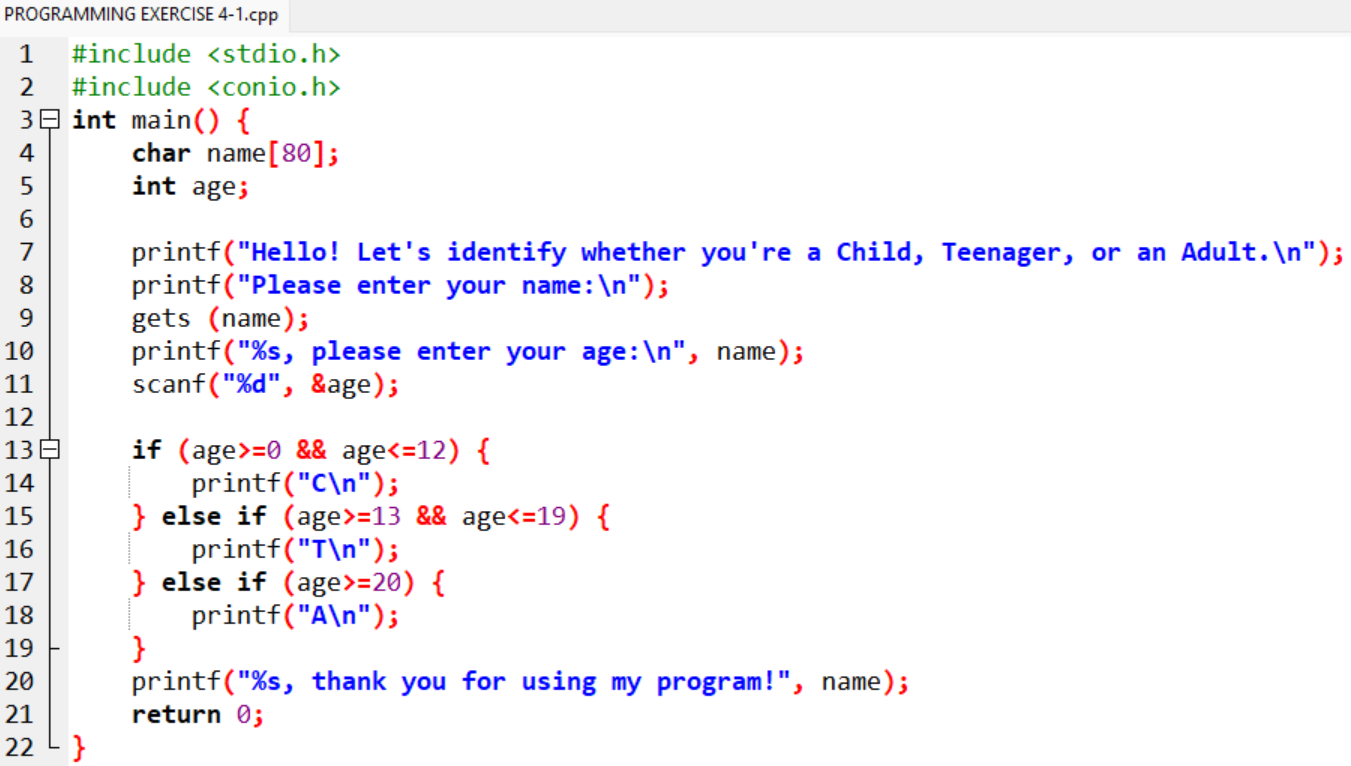 PROGRAMMING EXERCISE 4-1.cpp
1 #include <stdio.h>
2 #include <conio.h>
3 int main() {
4 char name[80];
5 int age;
6
7 printf("Hello! Let's identify whether you're a Child, Teenager, or an Adult.\n");
8 printf("Please enter your name:\n");
9 gets (name);
10 printf("%s, please enter your age:\n", name);
11 scanf("%d", &age);
12
13 if (age>=0 && age<=12) {
14 printf("C\n");
15 } else if (age>=13 && age<=19) {
16 printf("T\n");
17 } else if (age>=20) {
18 printf("A\n");
19 }
20 printf("%s, thank you for using my program!", name);
21 return 0;
22 }